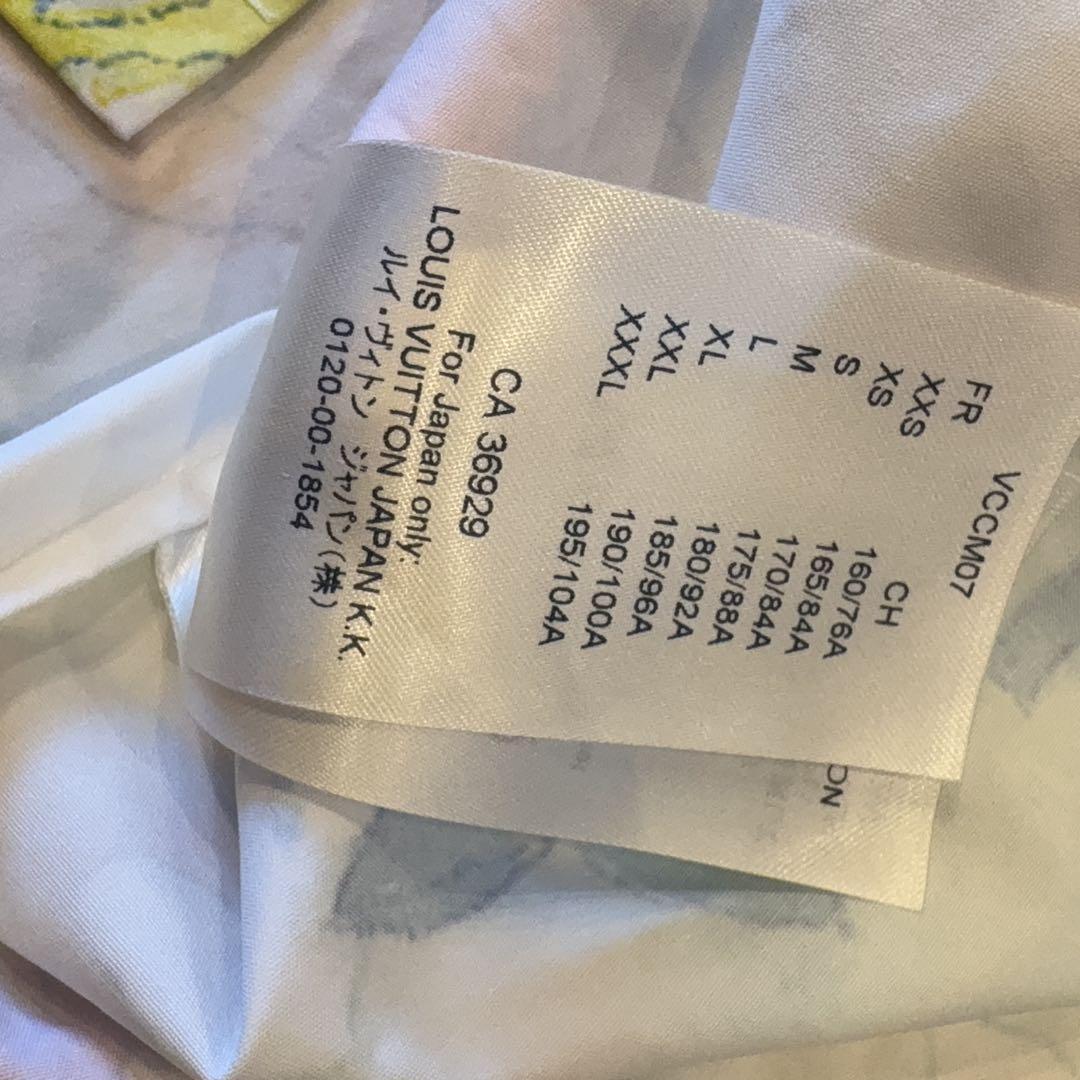 VCCM07
FR CH
XXS 160/76A
XS 165/84A
S 170/84A
M 175/88A
L 180/92A
XL 185/96A
XXL 190/100A
XXXL 195/104A
CA 36929
For Japan only:
LOUIS VUITTON JAPAN K.K.
ルイ・ヴィトン ジャパン(株)
0120-00-1854